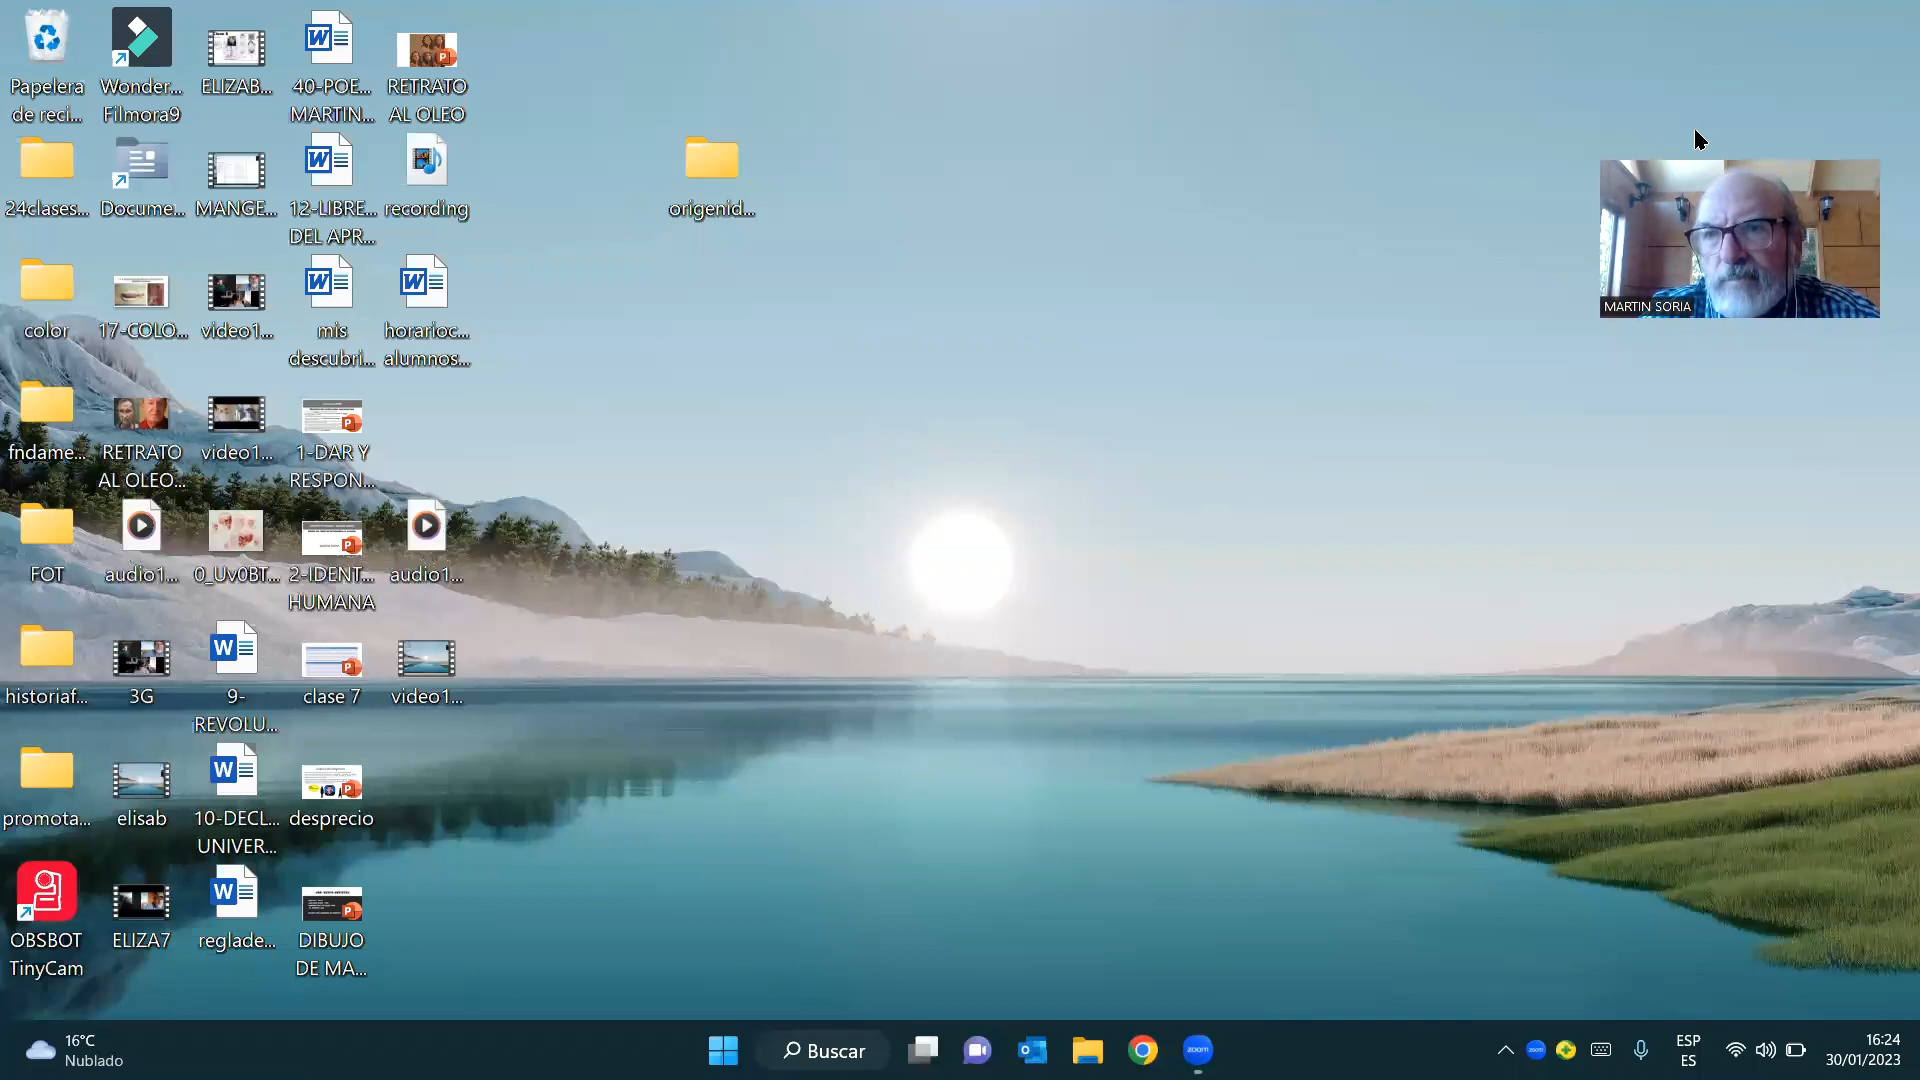 Papelera
de reci...
Wonder...
Filmora9
ELIZAB...
40-POE...
MARTIN...
RETRATO
AL OLEO
24clases...
Docume...
MANGE...
12-LIBRE...
DEL APR...
recording
origenid...
color
17-COLO...
video1...
mis
descubri...
horarioc...
alumnos...
MARTIN SORIA
fndame...
RETRATO
AL OLEO...
video1...
1-DAR Y
RESPON...
FOT
audio1...
0_Uv0BT...
2-IDENT...
HUMANA
audio1...
historiaf...
3G
9-
REVOLU...
clase 7
video1...
promota...
elisab
10-DECL...
UNIVER...
desprecio
OBSBOT
TinyCam
ELIZA7
reglade...
DIBUJO
DE MA...
16°C
Nublado
Buscar
zoom
zoom
ESP
ES
16:24
30/01/2023